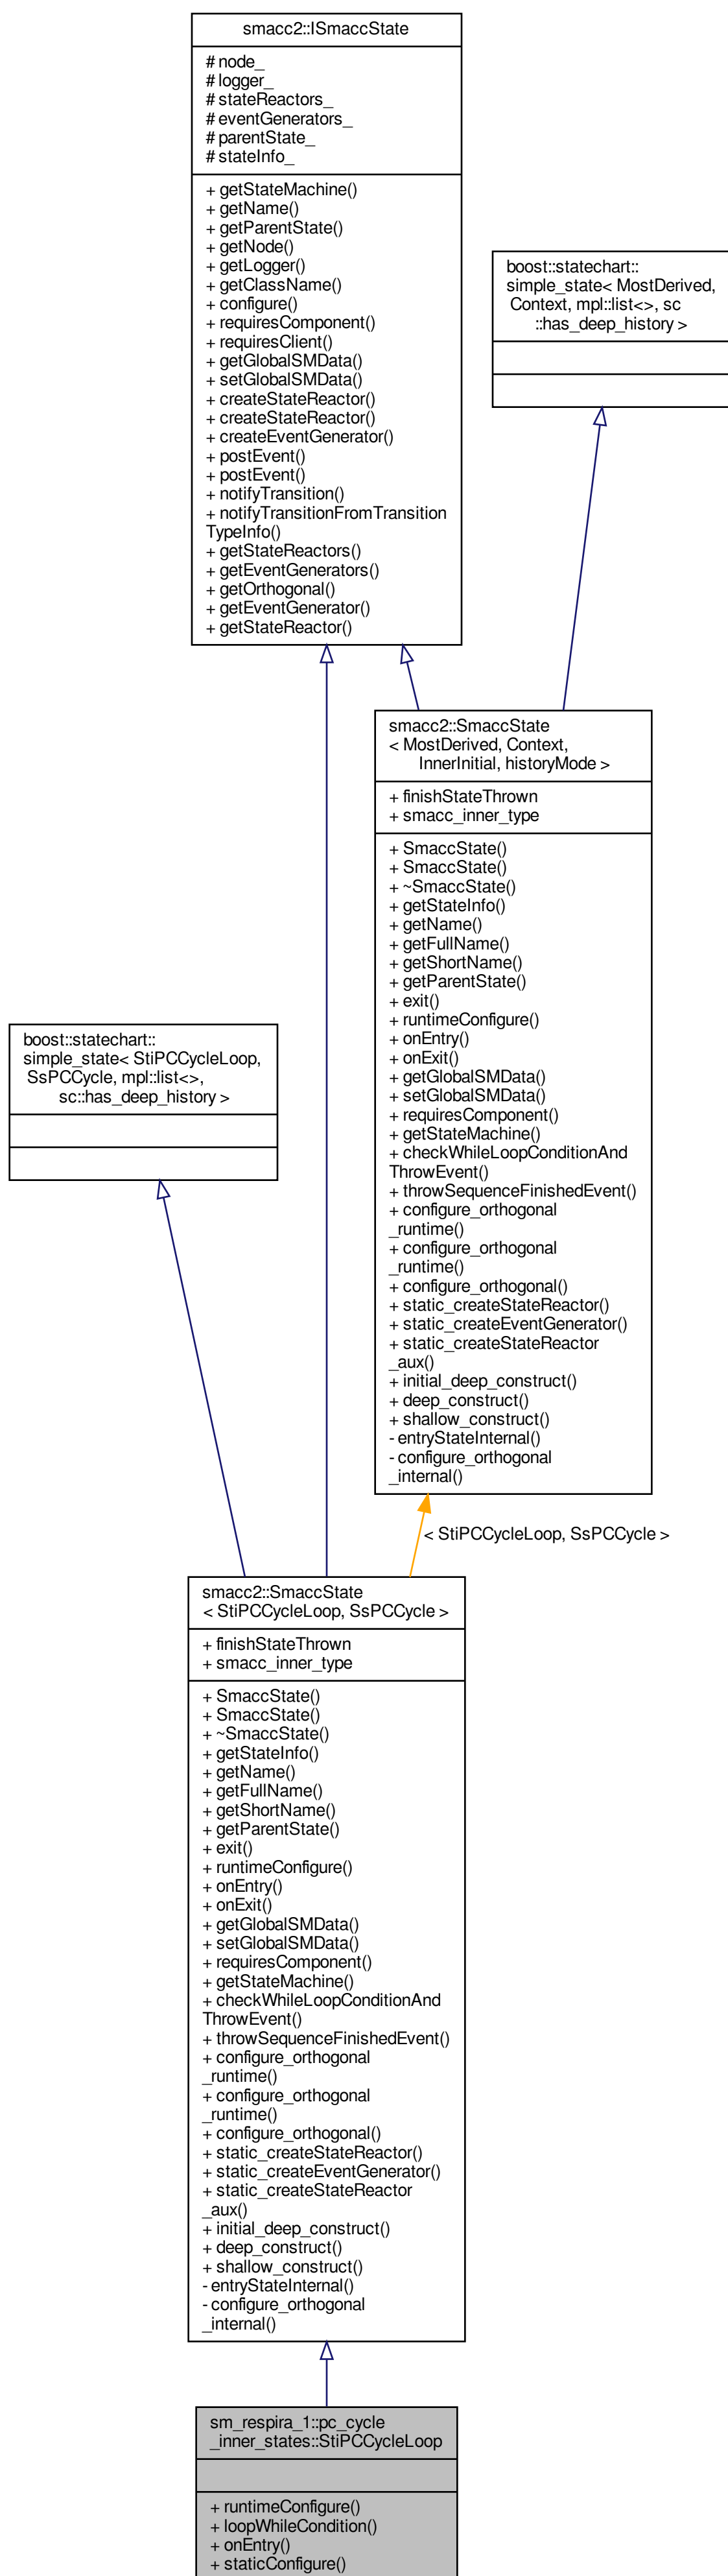 smacc2::ISmaccState
# node_
# logger_
# stateReactors_
# eventGenerators_
# parentState_
# stateInfo_
+ getStateMachine()
+ getName()
+ getParentState()
+ getNode()
+ getLogger()
+ getClassName()
+ configure()
+ requiresComponent()
+ requiresClient()
+ getGlobalSMData()
+ setGlobalSMData()
+ createStateReactor()
+ createStateReactor()
+ createEventGenerator()
+ postEvent()
+ postEvent()
+ notifyTransition()
+ notifyTransitionFromTransition
TypeInfo()
+ getStateReactors()
+ getEventGenerators()
+ getOrthogonal()
+ getEventGenerator()
+ getStateReactor()
boost::statechart::
simple_state< MostDerived,
Context, mpl::list<>, sc
::has_deep_history >
smacc2::SmaccState
< MostDerived, Context,
InnerInitial, historyMode >
+ finishStateThrown
+ smacc_inner_type
+ SmaccState()
+ SmaccState()
+ ~SmaccState()
+ getStateInfo()
+ getName()
+ getFullName()
+ getShortName()
+ getParentState()
+ exit()
+ runtimeConfigure()
+ onEntry()
+ onExit()
+ getGlobalSMData()
+ setGlobalSMData()
+ requiresComponent()
+ getStateMachine()
+ checkWhileLoopConditionAnd
ThrowEvent()
+ throwSequenceFinishedEvent()
+ configure_orthogonal
_runtime()
+ configure_orthogonal
_runtime()
+ configure_orthogonal()
+ static_createStateReactor()
+ static_createEventGenerator()
+ static_createStateReactor
_aux()
+ initial_deep_construct()
+ deep_construct()
+ shallow_construct()
- entryStateInternal()
- configure_orthogonal
_internal()
boost::statechart::
simple_state< StiPCCycleLoop,
SsPCCycle, mpl::list<>,
sc::has_deep_history >
< StiPCCycleLoop, SsPCCycle >
smacc2::SmaccState
< StiPCCycleLoop, SsPCCycle >
+ finishStateThrown
+ smacc_inner_type
+ SmaccState()
+ SmaccState()
+ ~SmaccState()
+ getStateInfo()
+ getName()
+ getFullName()
+ getShortName()
+ getParentState()
+ exit()
+ runtimeConfigure()
+ onEntry()
+ onExit()
+ getGlobalSMData()
+ setGlobalSMData()
+ requiresComponent()
+ getStateMachine()
+ checkWhileLoopConditionAnd
ThrowEvent()
+ throwSequenceFinishedEvent()
+ configure_orthogonal
_runtime()
+ configure_orthogonal
_runtime()
+ configure_orthogonal()
+ static_createStateReactor()
+ static_createEventGenerator()
+ static_createStateReactor
_aux()
+ initial_deep_construct()
+ deep_construct()
+ shallow_construct()
- entryStateInternal()
- configure_orthogonal
_internal()
sm_respira_1::pc_cycle
_inner_states::StiPCCycleLoop
+ runtimeConfigure()
+ loopWhileCondition()
+ onEntry()
+ staticConfigure()